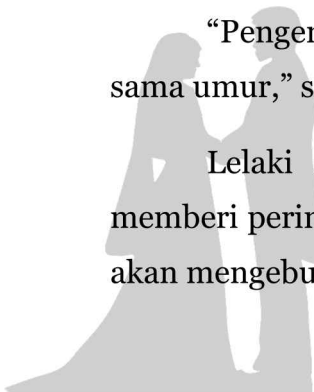 “Penger
sama umur,” s
Lelaki
memberi perin
akan mengebu